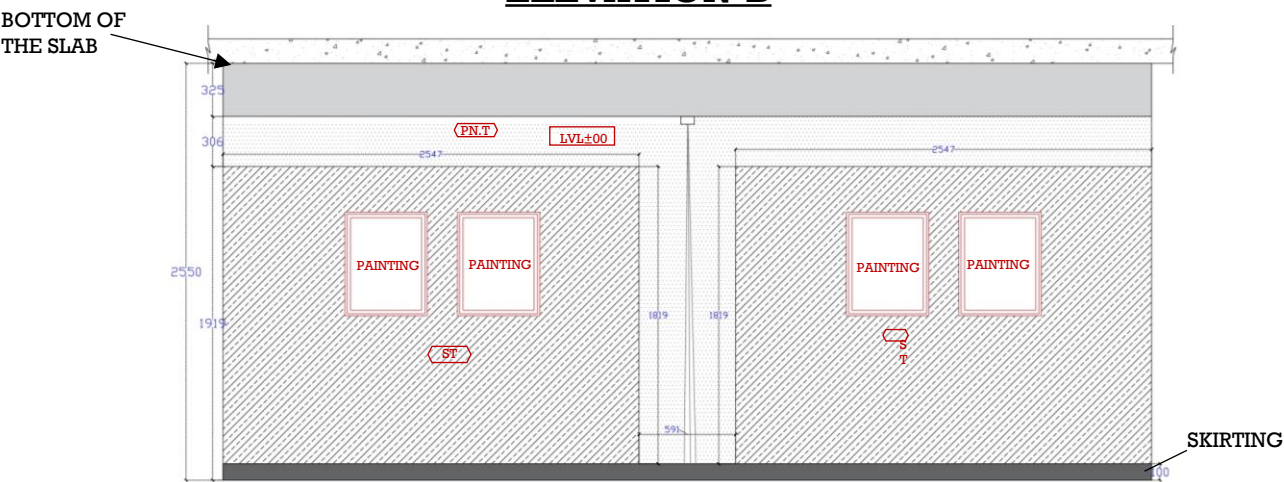 BOTTOM OF
THE SLAB
325
306
PN.T
LVL±00
2547
2547
PAINTING
PAINTING
PAINTING
PAINTING
2550
1919
1819
1819
ST
S
T
591
SKIRTING
100